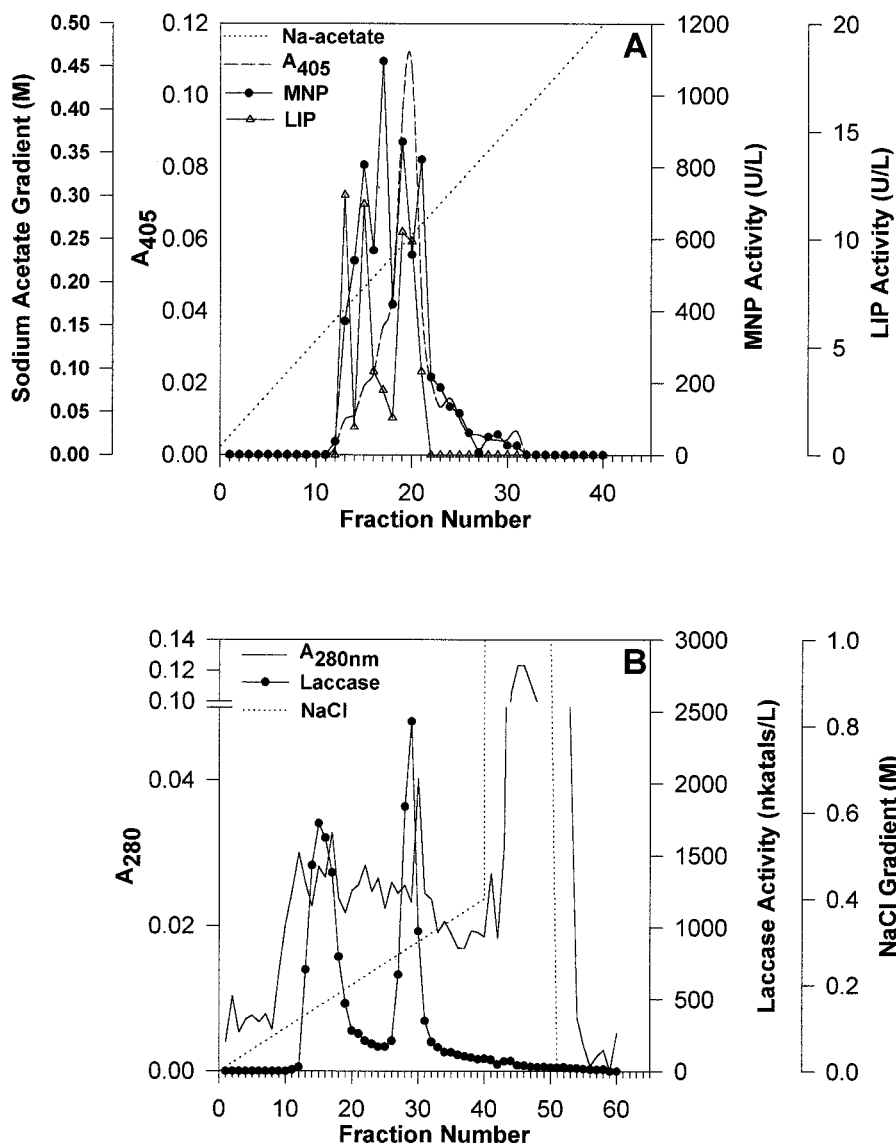 A
Na-acetate
A405
MNP
LIP
Sodium Acetate Gradient (M)
0.50
0.45
0.40
0.35
0.30
0.25
0.20
0.15
0.10
0.05
0.00
A405
0.12
0.10
0.08
0.06
0.04
0.02
0.00
MNP Activity (U/L)
1200
1000
800
600
400
200
0
LIP Activity (U/L)
20
15
10
5
0
0 10 20 30 40
Fraction Number
B
A280nm
Laccase
NaCl
A280
0.14
0.12
0.10
0.04
0.02
0.00
Laccase Activity (nkatals/L)
3000
2500
2000
1500
1000
500
0
NaCl Gradient (M)
1.0
0.8
0.6
0.4
0.2
0.0
0 10 20 30 40 50 60
Fraction Number